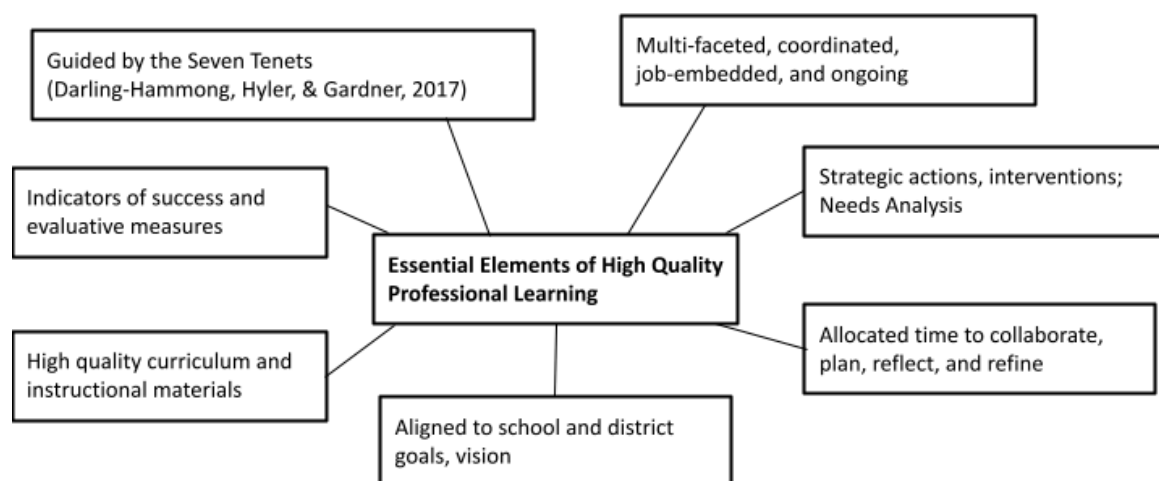 Guided by the Seven Tenets
(Darling-Hammong, Hyler, & Gardner, 2017)
Multi-faceted, coordinated,
job-embedded, and ongoing
Indicators of success and
evaluative measures
Strategic actions, interventions;
Needs Analysis
Essential Elements of High Quality
Professional Learning
High quality curriculum and
instructional materials
Allocated time to collaborate,
plan, reflect, and refine
Aligned to school and district
goals, vision